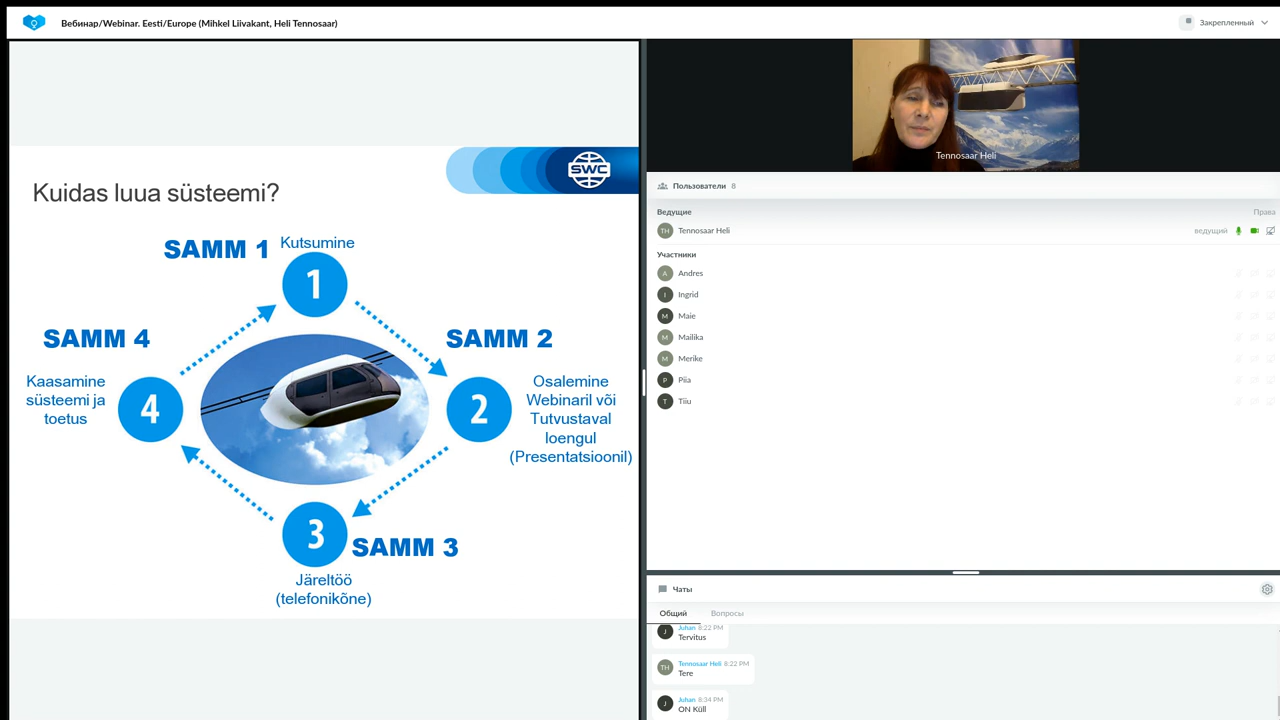 Вебинар/Webinar. Eesti/Europe (Mihkel Liivakant, Heli Tennosaar)
Закрепленный
SWC
Kuidas luua süsteemi?
SAMM 1
Kutsumine
1
SAMM 2
2
Osalemine
Webinaril või
Tutvustaval
loengul
(Presentatsioonil)
SAMM 3
3
Järeltöö
(telefonikõne)
SAMM 4
4
Kaasamine
süsteemi ja
toetus
Tennosaar Heli
Пользователи 8
Ведущие
Права
TH Tennosaar Heli ведущий
Участники
A Andres
I Ingrid
M Maie
M Mailika
M Merike
P Piia
T Tiiu
Чаты
Общий Вопросы
J Juhan 8:22 PM
Tervitus
TH Tennosaar Heli 8:22 PM
Tere
J Juhan 8:34 PM
ON Küll